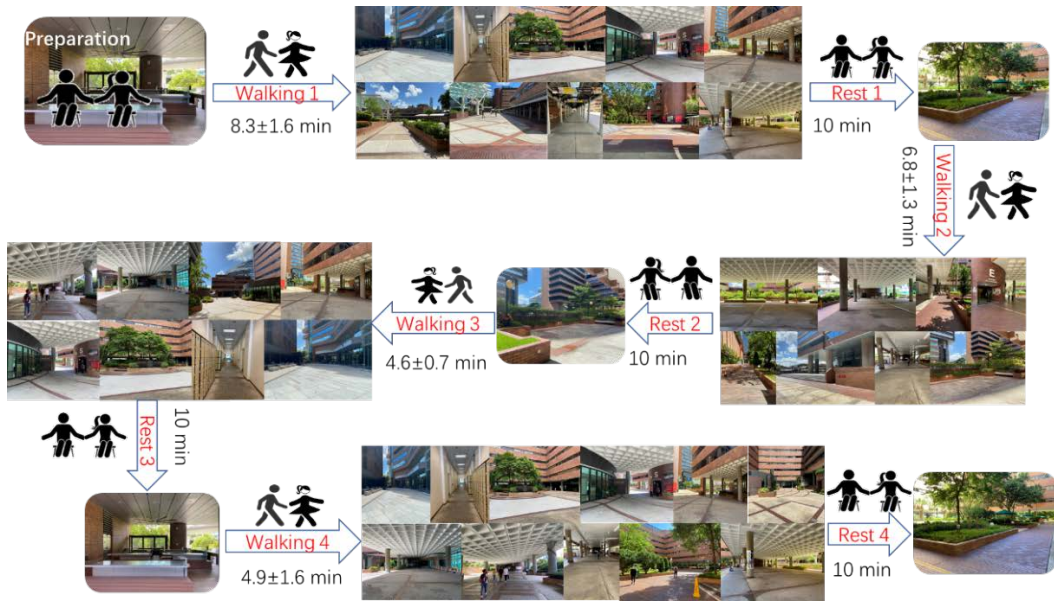 Preparation
Walking 1
8.3±1.6 min
Rest 1
10 min
Walking 2
6.8±1.3 min
Rest 2
10 min
Walking 3
4.6±0.7 min
Rest 3
10 min
Walking 4
4.9±1.6 min
Rest 4
10 min
E